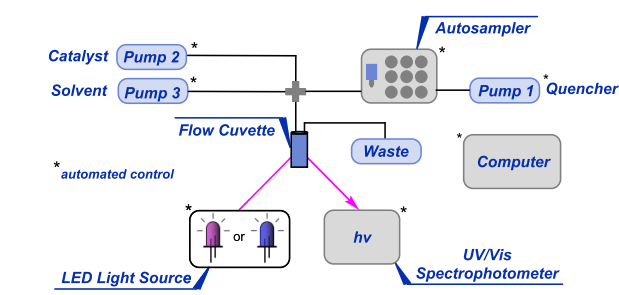 Autosampler
*
Catalyst Pump 2
*
*
Solvent Pump 3
Pump 1 * Quencher
Flow Cuvette
Waste
*
Computer
* automated control
*
or
hv
*
LED Light Source
UV/Vis
Spectrophotometer